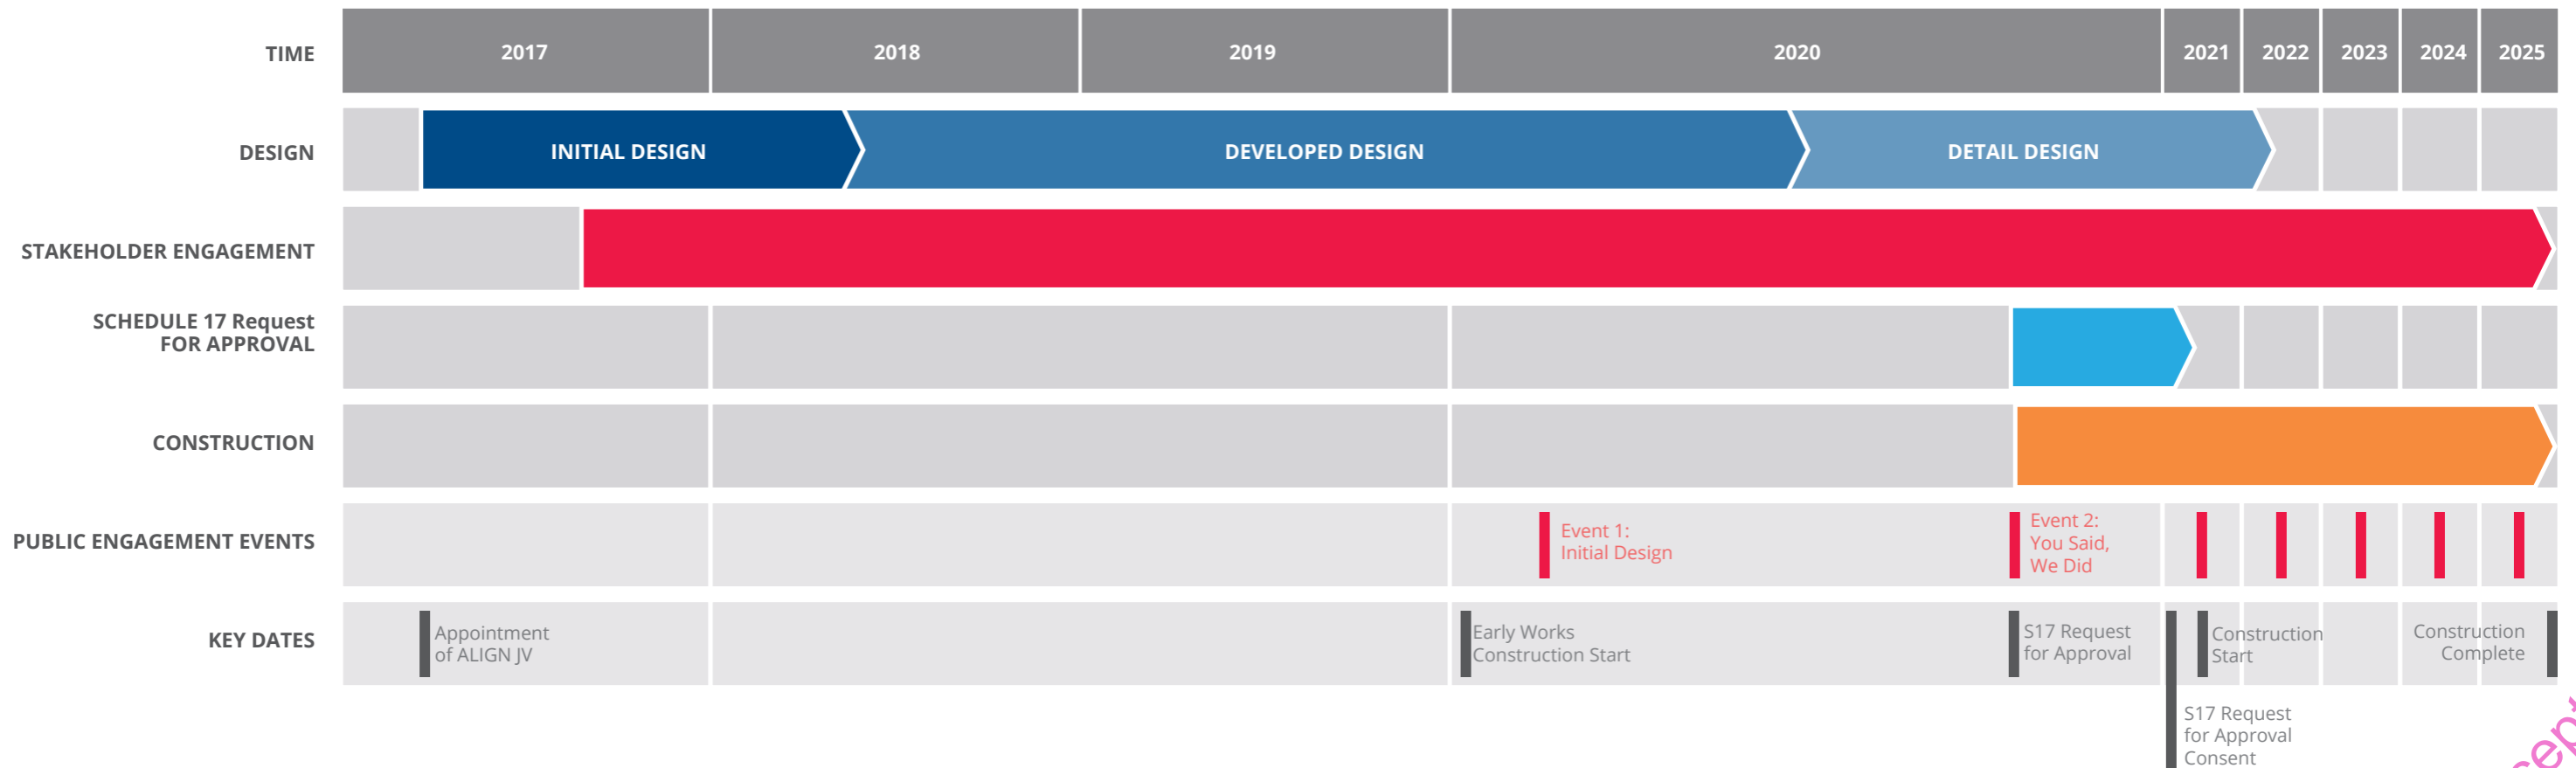 TIME
2017
2018
2019
2020
2021
2022
2023
2024
2025
DESIGN
INITIAL DESIGN
DEVELOPED DESIGN
DETAIL DESIGN
STAKEHOLDER ENGAGEMENT
SCHEDULE 17 Request
FOR APPROVAL
CONSTRUCTION
PUBLIC ENGAGEMENT EVENTS
Event 1:
Initial Design
Event 2:
You Said,
We Did
KEY DATES
Appointment
of ALIGN JV
Early Works
Construction Start
S17 Request
for Approval
Construction
Start
Construction
Complete
S17 Request
for Approval
Consent